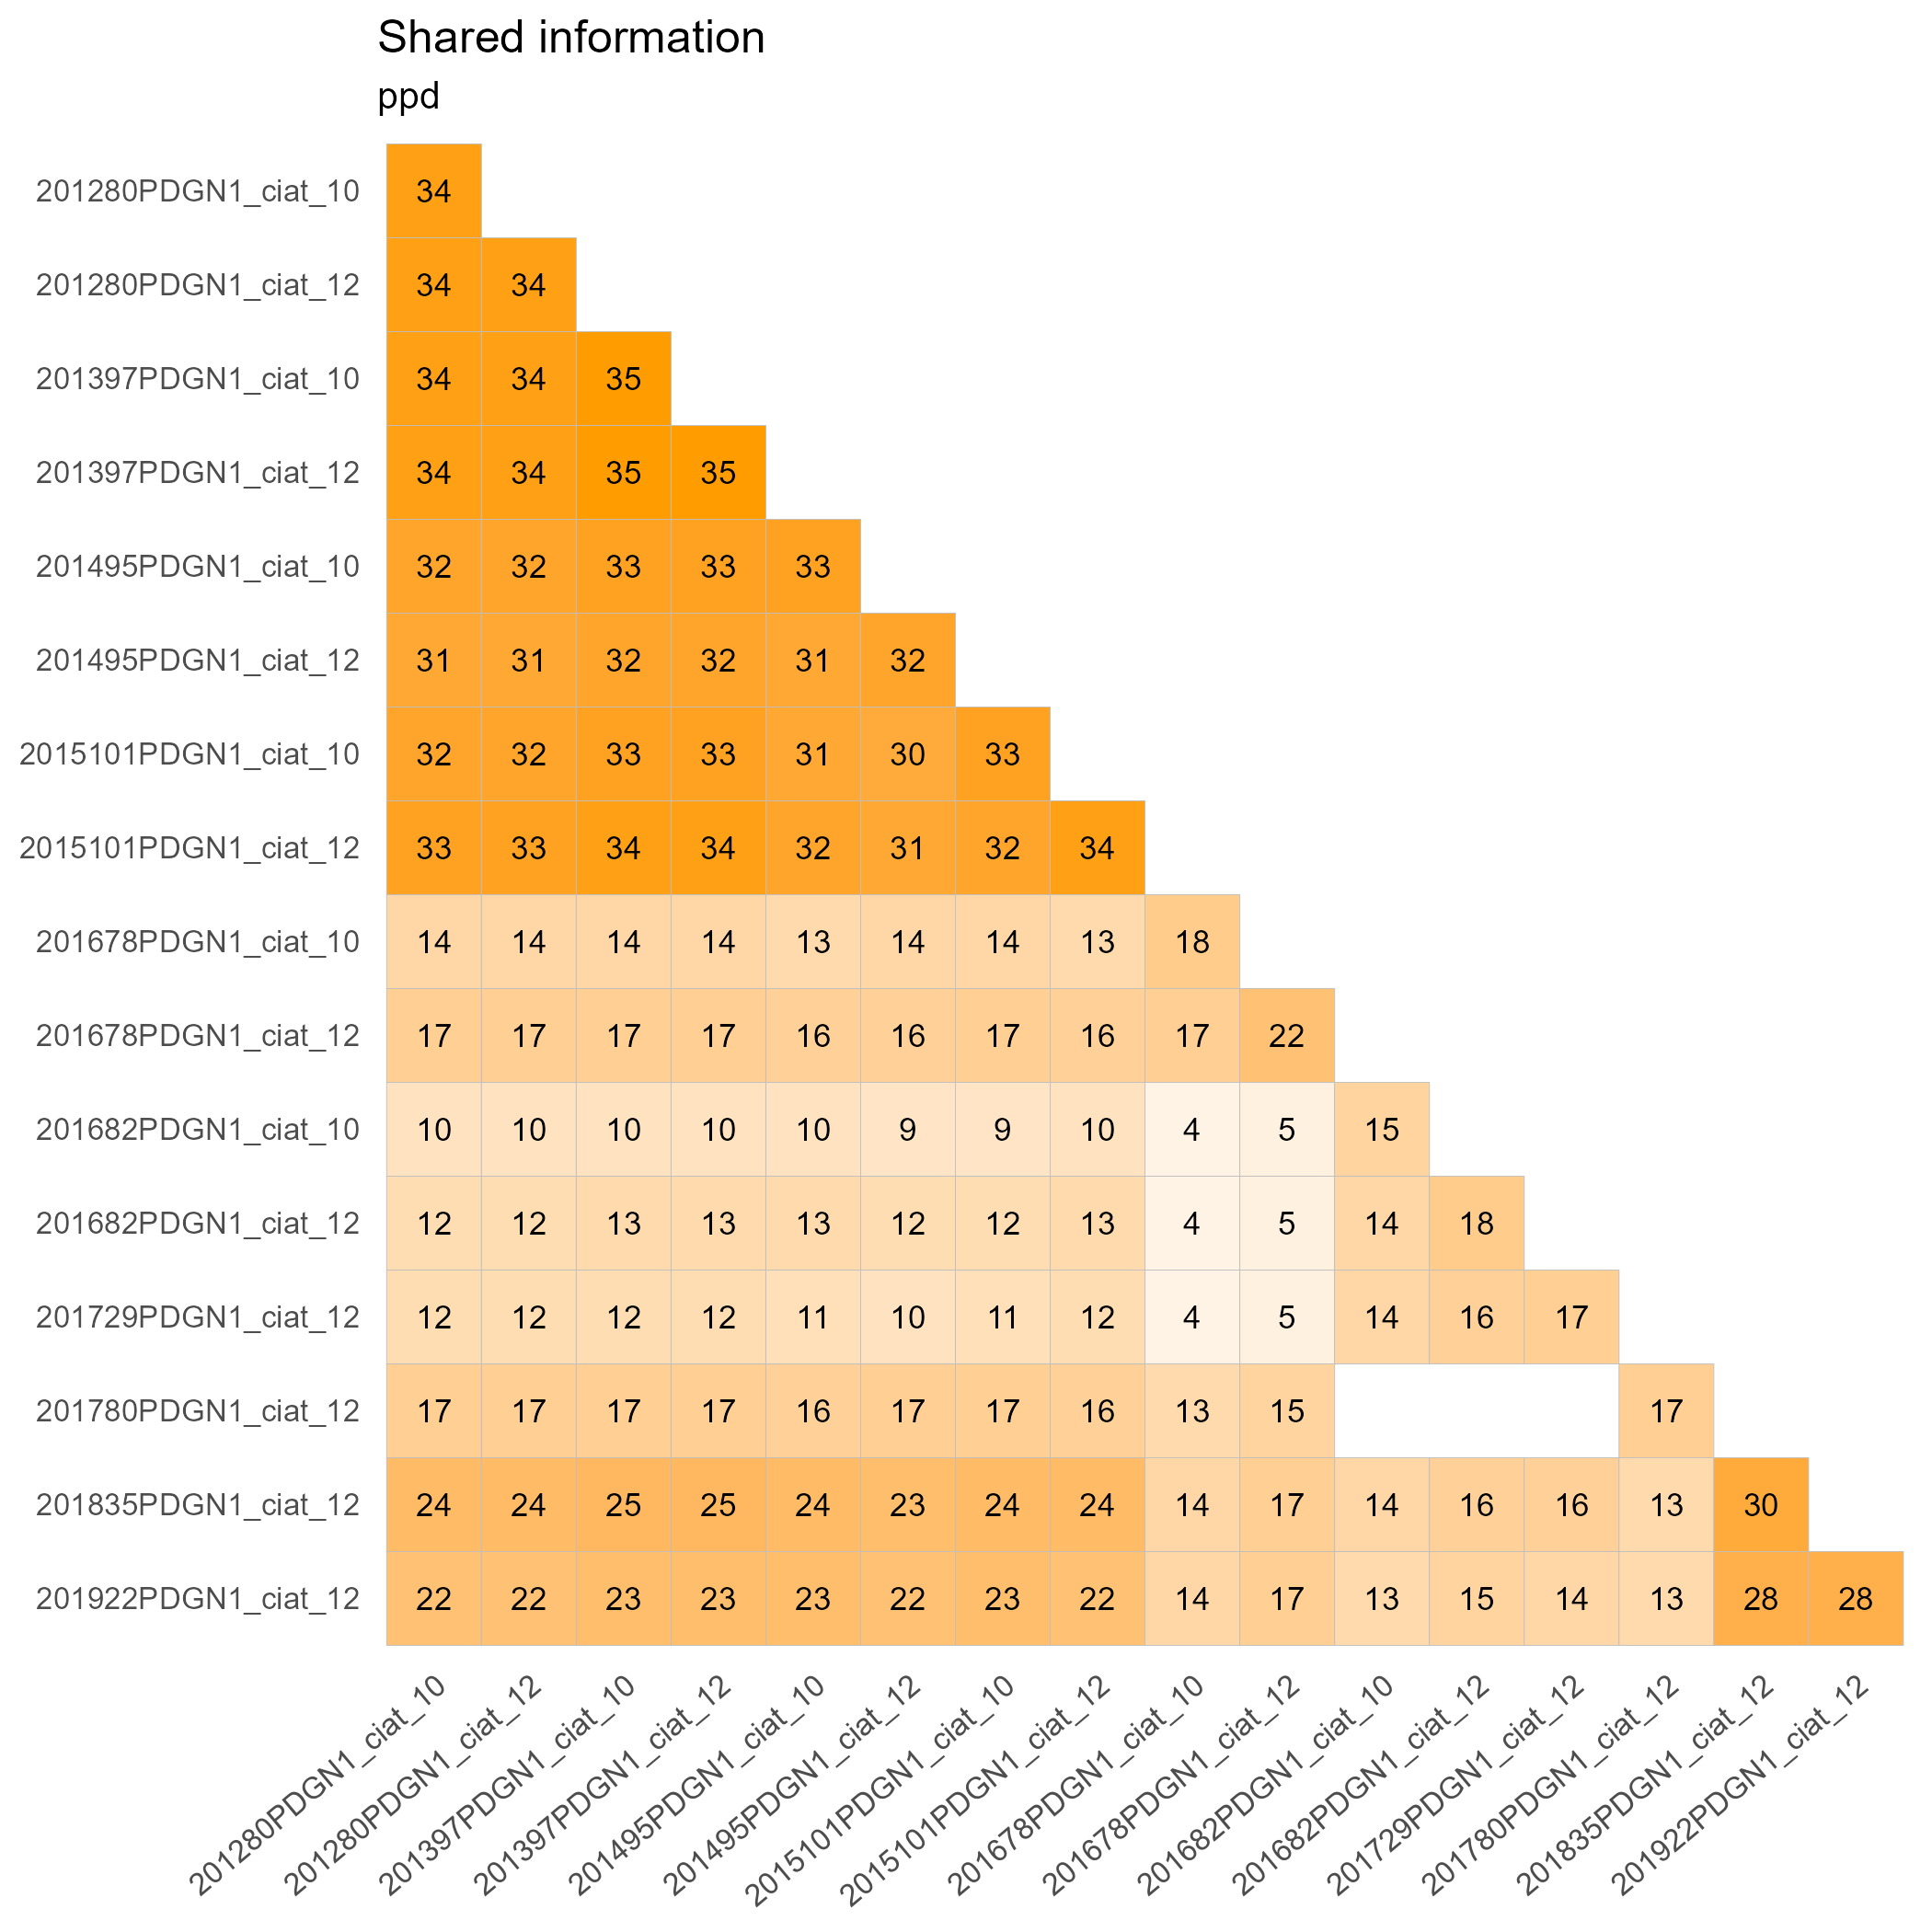 Shared information
ppd
201280PDGN1_ciat_10 34
201280PDGN1_ciat_12 34 34
201397PDGN1_ciat_10 34 34 35
201397PDGN1_ciat_12 34 34 35 35
201495PDGN1_ciat_10 32 32 33 33 33
201495PDGN1_ciat_12 31 31 32 32 31 32
2015101PDGN1_ciat_10 32 32 33 33 31 30 33
2015101PDGN1_ciat_12 33 33 34 34 32 31 32 34
201678PDGN1_ciat_10 14 14 14 14 13 14 14 13 18
201678PDGN1_ciat_12 17 17 17 17 16 16 17 16 17 22
201682PDGN1_ciat_10 10 10 10 10 10 9 9 10 4 5 15
201682PDGN1_ciat_12 12 12 13 13 13 12 12 13 4 5 14 18
201729PDGN1_ciat_12 12 12 12 12 11 10 11 12 4 5 14 16 17
201780PDGN1_ciat_12 17 17 17 17 16 17 17 16 13 15 17
201835PDGN1_ciat_12 24 24 25 25 24 23 24 24 14 17 14 16 16 13 30
201922PDGN1_ciat_12 22 22 23 23 23 22 23 22 14 17 13 15 14 13 28 28
201280PDGN1_ciat_10
201280PDGN1_ciat_12
201397PDGN1_ciat_10
201397PDGN1_ciat_12
201495PDGN1_ciat_10
201495PDGN1_ciat_12
2015101PDGN1_ciat_10
2015101PDGN1_ciat_12
201678PDGN1_ciat_10
201678PDGN1_ciat_12
201682PDGN1_ciat_10
201682PDGN1_ciat_12
201729PDGN1_ciat_12
201780PDGN1_ciat_12
201835PDGN1_ciat_12
201922PDGN1_ciat_12